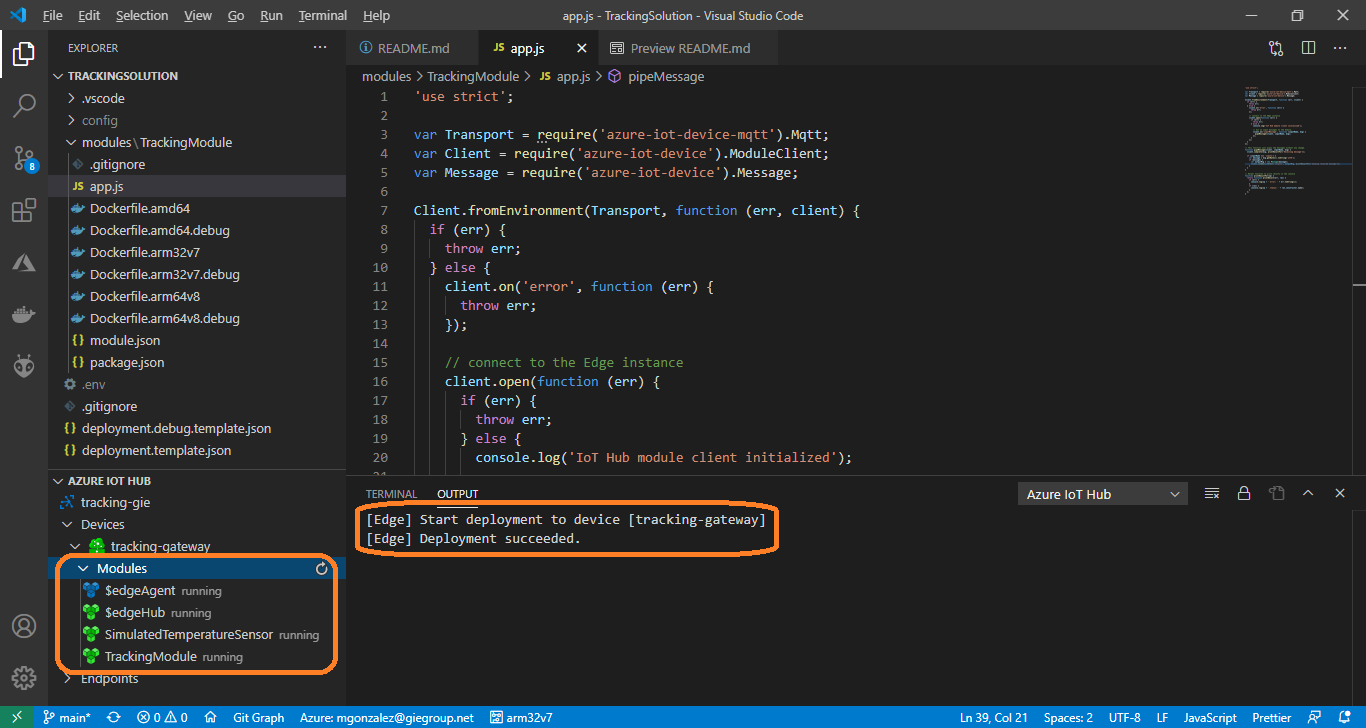 File Edit Selection View Go Run Terminal Help
app.js - TrackingSolution - Visual Studio Code
EXPLORER
TRACKINGSOLUTION
.vscode
config
modules \ TrackingModule
.gitignore
JS app.js
Dockerfile.amd64
Dockerfile.amd64.debug
Dockerfile.arm32v7
Dockerfile.arm32v7.debug
Dockerfile.arm64v8
Dockerfile.arm64v8.debug
{} module.json
{} package.json
.env
.gitignore
{} deployment.debug.template.json
{} deployment.template.json
8
AZURE IOT HUB
tracking-gie
Devices
tracking-gateway
Modules
$edgeAgent running
$edgeHub running
SimulatedTemperatureSensor running
TrackingModule running
Endpoints
README.md
JS app.js
Preview README.md
modules > TrackingModule > JS app.js > pipeMessage
1 'use strict';
2
3 var Transport = require('azure-iot-device-mqtt').Mqtt;
4 var Client = require('azure-iot-device').ModuleClient;
5 var Message = require('azure-iot-device').Message;
6
7 Client.fromEnvironment(Transport, function (err, client) {
8 if (err) {
9 throw err;
10 } else {
11 client.on('error', function (err) {
12 throw err;
13 });
14
15 // connect to the Edge instance
16 client.open(function (err) {
17 if (err) {
18 throw err;
19 } else {
20 console.log('IoT Hub module client initialized');
TERMINAL OUTPUT
Azure IoT Hub
[Edge] Start deployment to device [tracking-gateway]
[Edge] Deployment succeeded.
main* 0 0 Git Graph Azure: mgonzalez@giegroup.net arm32v7
Ln 39, Col 21 Spaces: 2 UTF-8 LF JavaScript Prettier